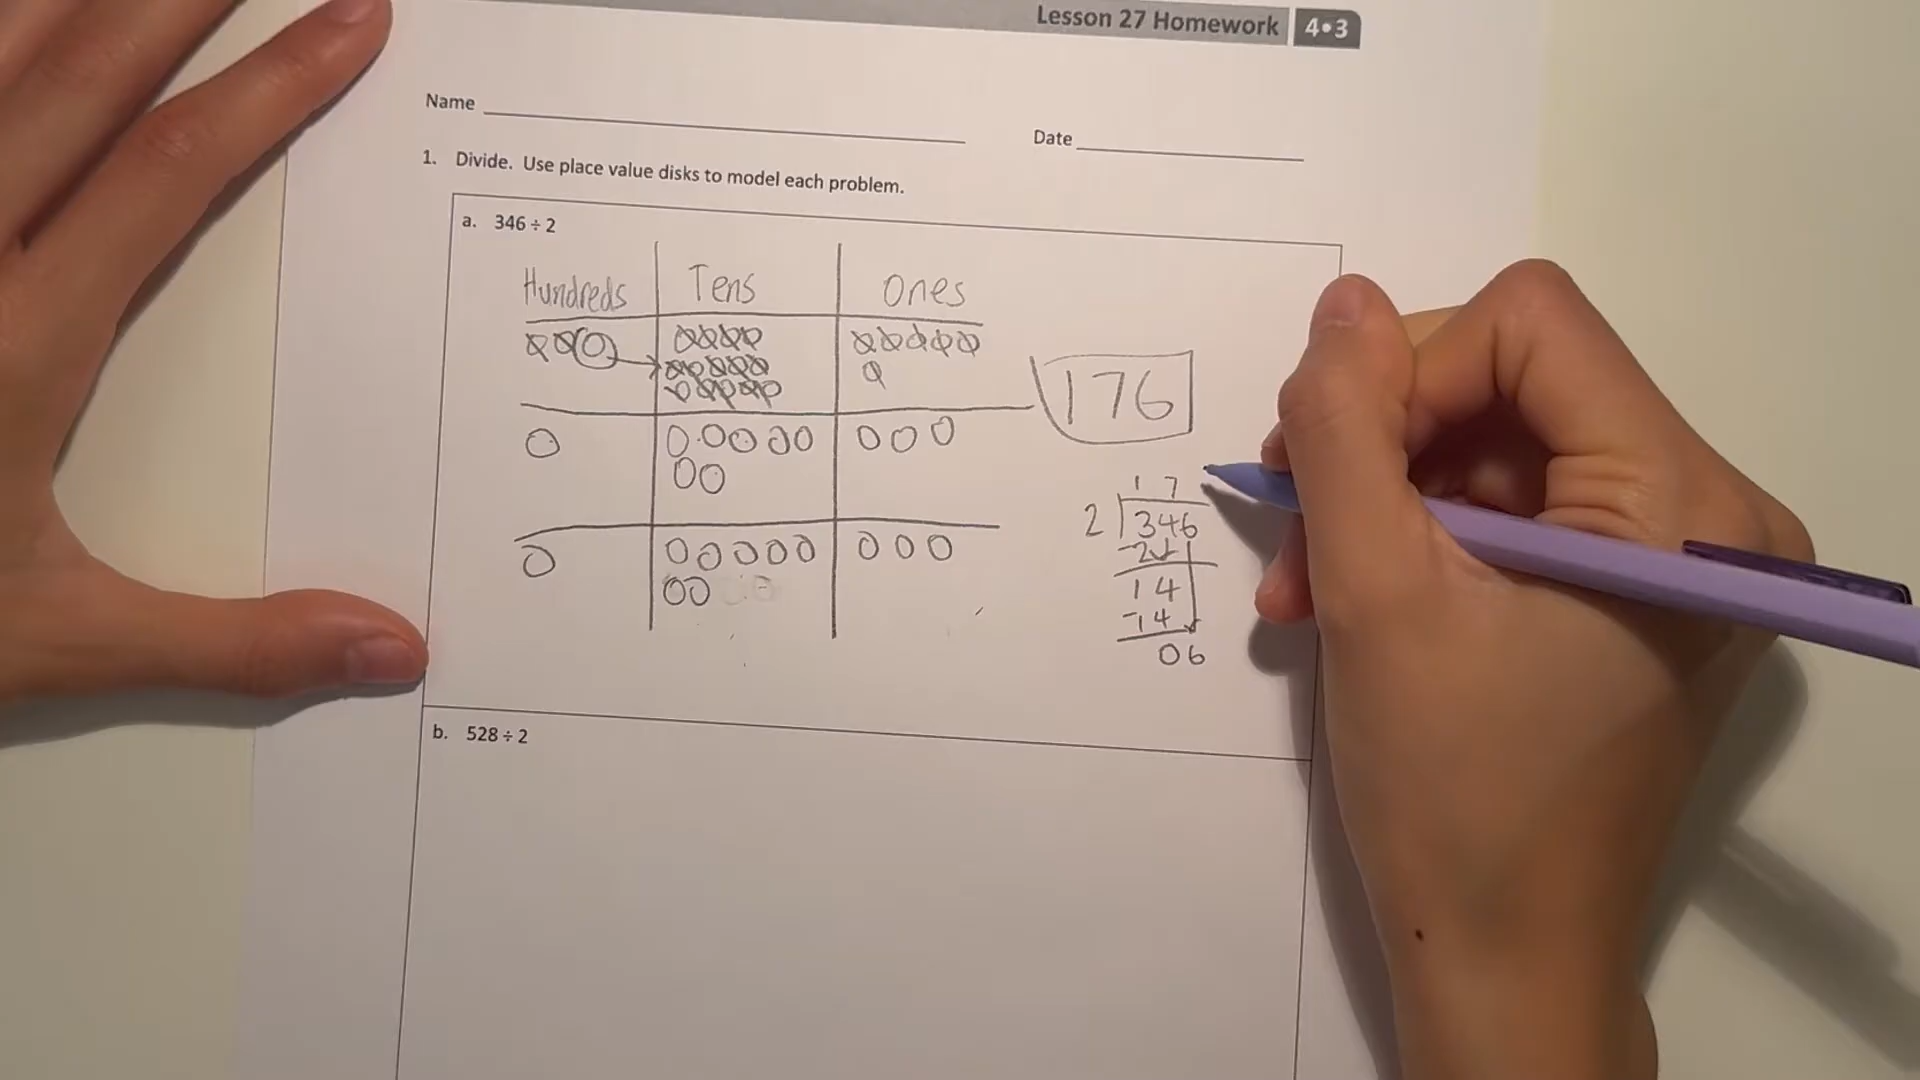 Lesson 27 Homework 4•3
Name
Date
1. Divide. Use place value disks to model each problem.
a. 346 ÷ 2
Hundreds Tens Ones
176
17
2 346
-2
14
-14
06
b. 528 ÷ 2